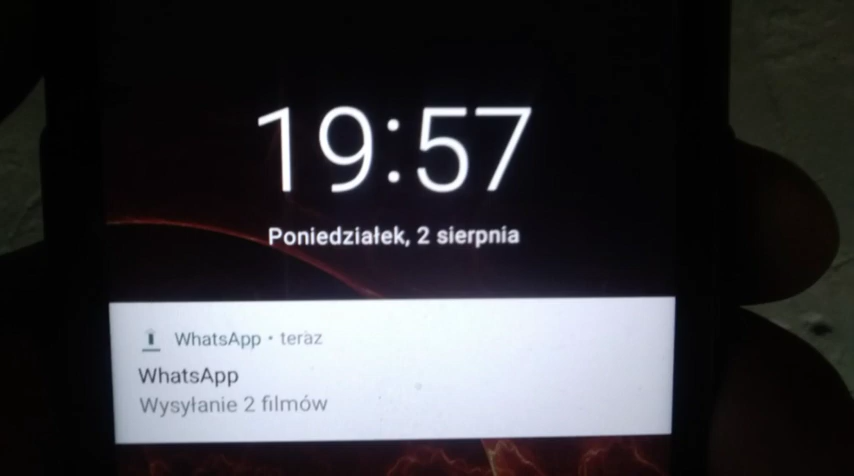 19:57
Poniedziałek, 2 sierpnia
WhatsApp • teraz
WhatsApp
Wysyłanie 2 filmów